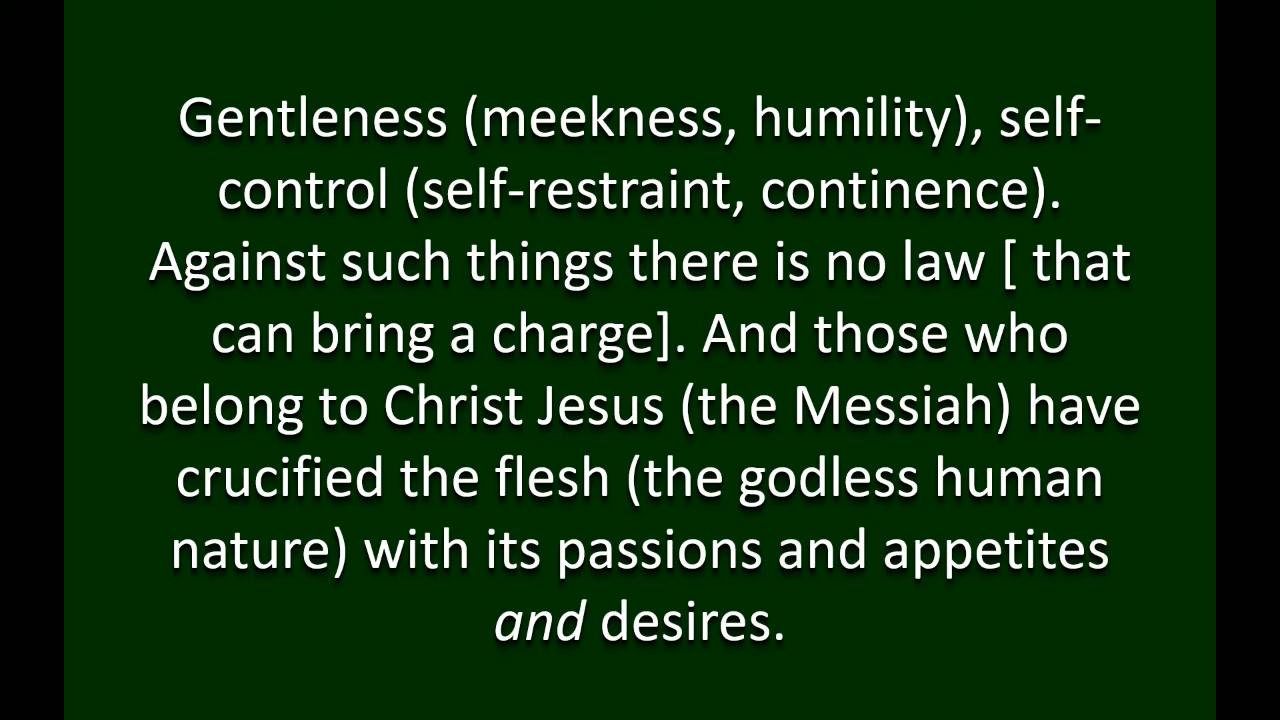 Gentleness (meekness, humility), self-
control (self-restraint, continence).
Against such things there is no law [ that
can bring a charge]. And those who
belong to Christ Jesus (the Messiah) have
crucified the flesh (the godless human
nature) with its passions and appetites
and desires.